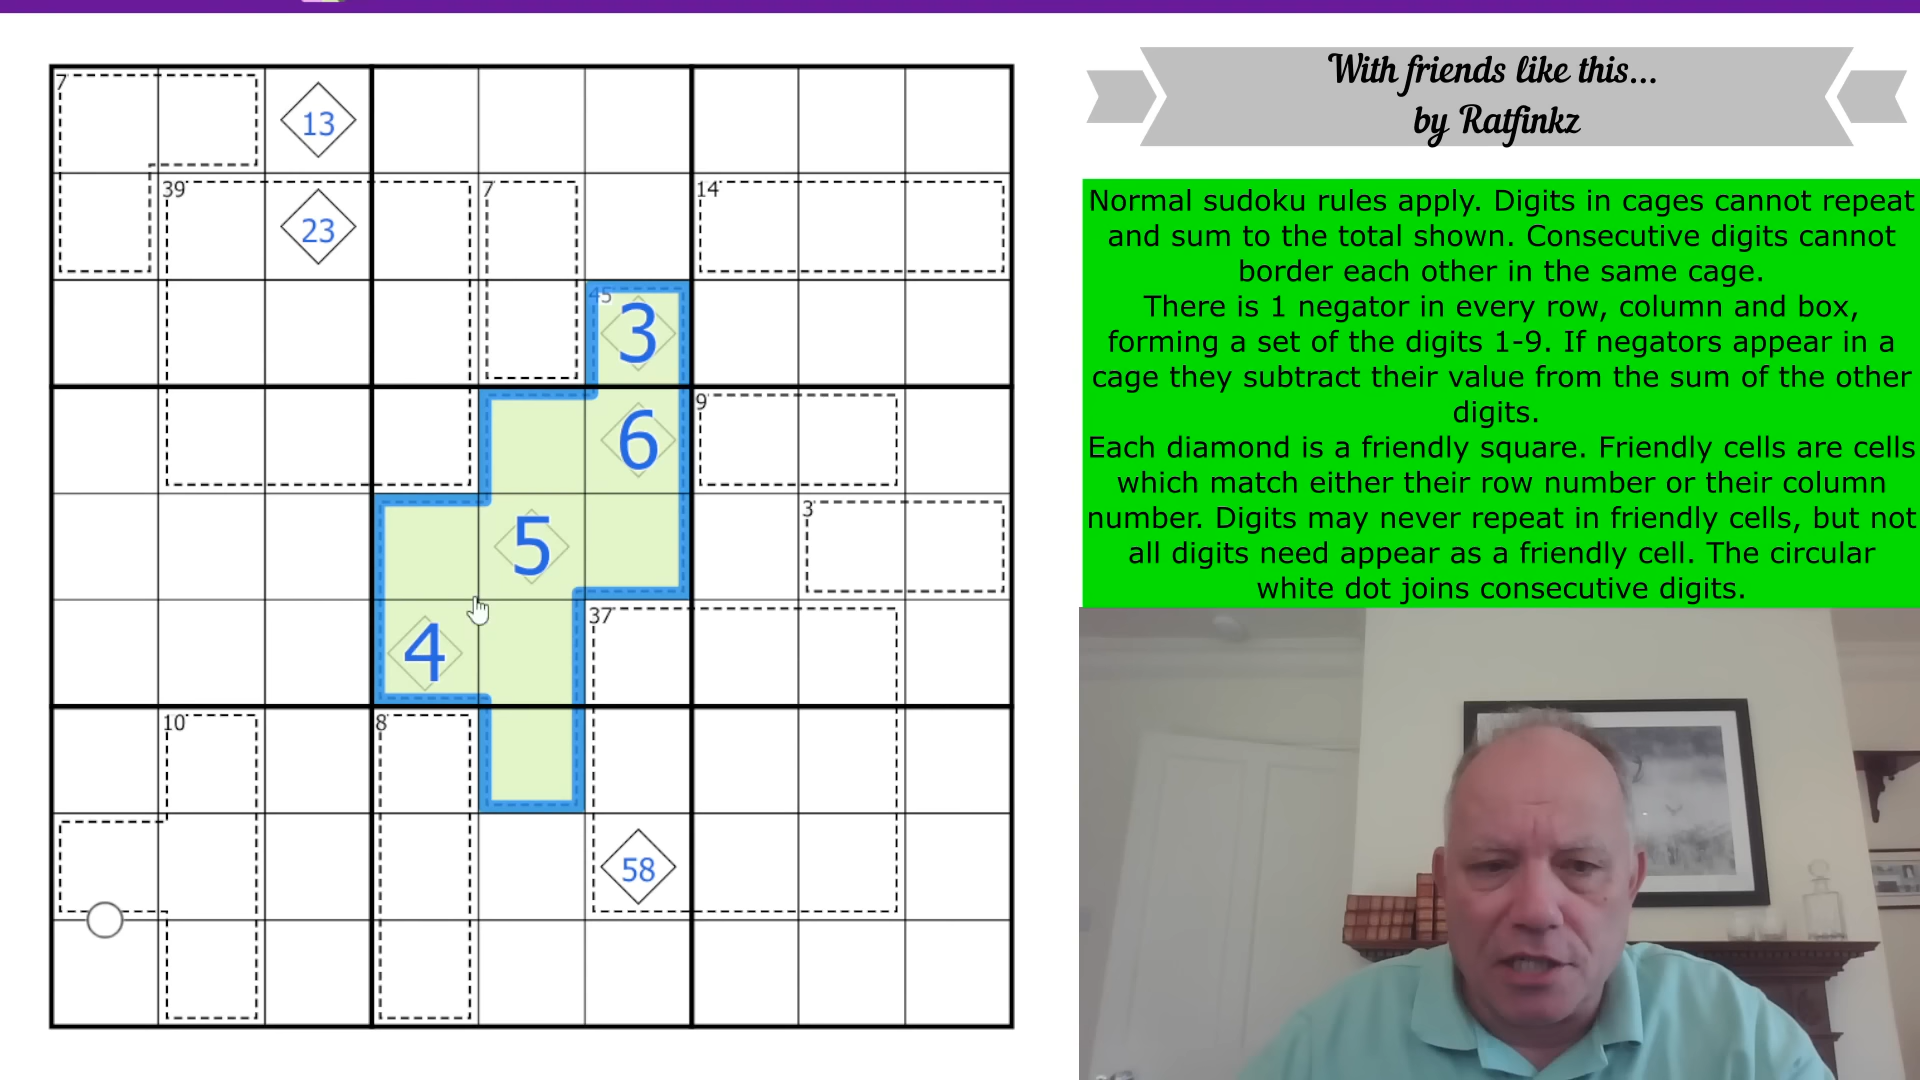 With friends like this...
by Ratfinkz
Normal sudoku rules apply. Digits in cages cannot repeat
and sum to the total shown. Consecutive digits cannot
border each other in the same cage.
There is 1 negator in every row, column and box,
forming a set of the digits 1-9. If negators appear in a
cage they subtract their value from the sum of the other
digits.
Each diamond is a friendly square. Friendly cells are cells
which match either their row number or their column
number. Digits may never repeat in friendly cells, but not
all digits need appear as a friendly cell. The circular
white dot joins consecutive digits.
7
13
39
23
7
14
45
3
6
9
5
3
4
37
10
8
58